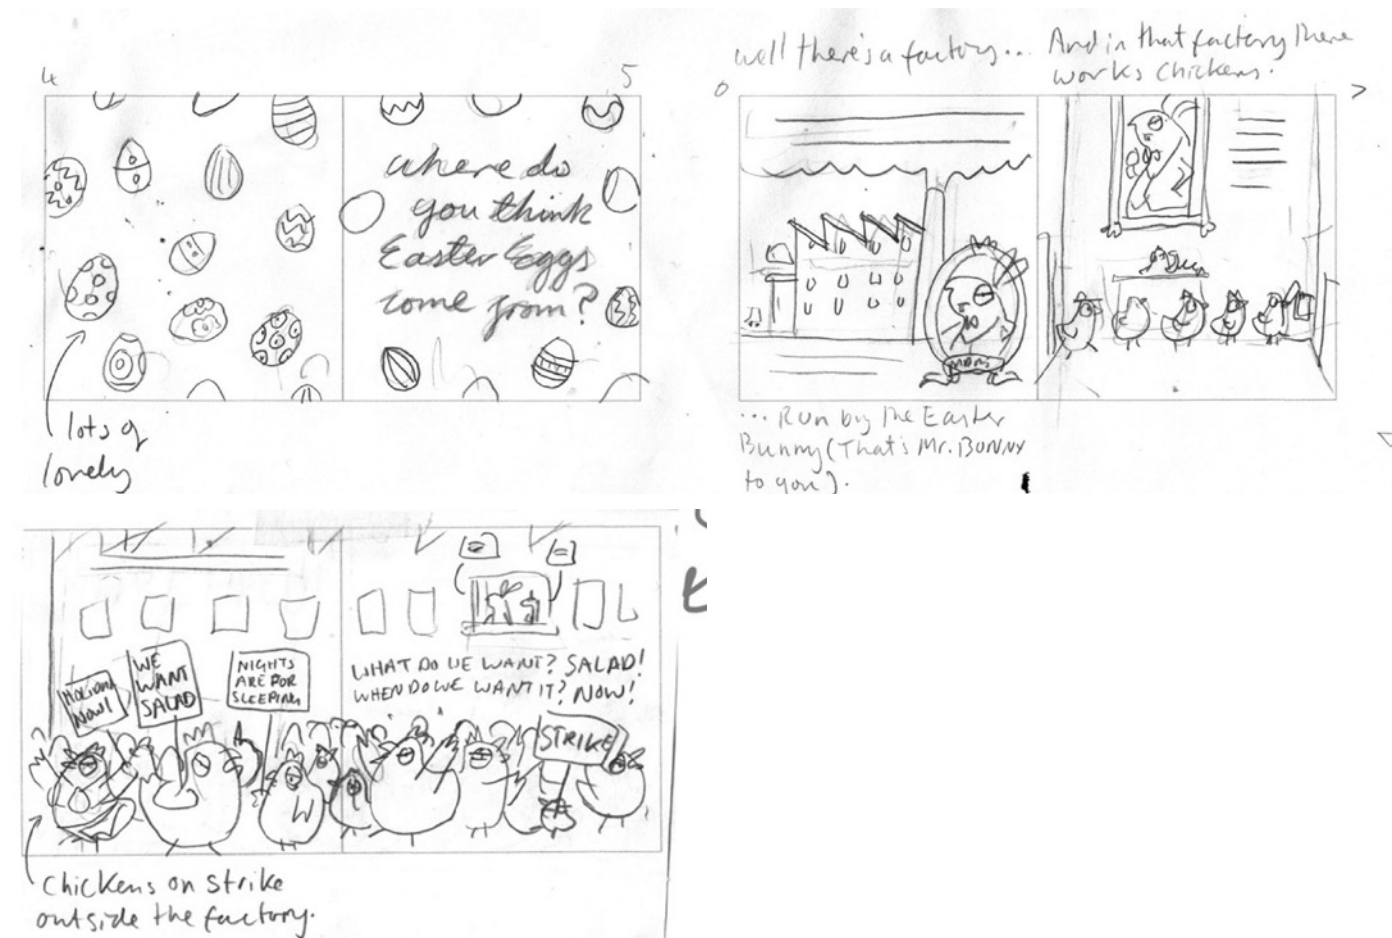 4
5
where do
you think
Easter Eggs
come from?
lots of
lovely
well there's a factory... And in that factory there
works chickens.
... Run by the Easter
Bunny (That's Mr. BUNNY
to you).
NOW!
WE
WANT
SALAD
NIGHTS
ARE FOR
SLEEPING
WHAT DO WE WANT? SALAD!
WHEN DO WE WANT IT? NOW!
STRIKE
Chickens on strike
outside the factory.